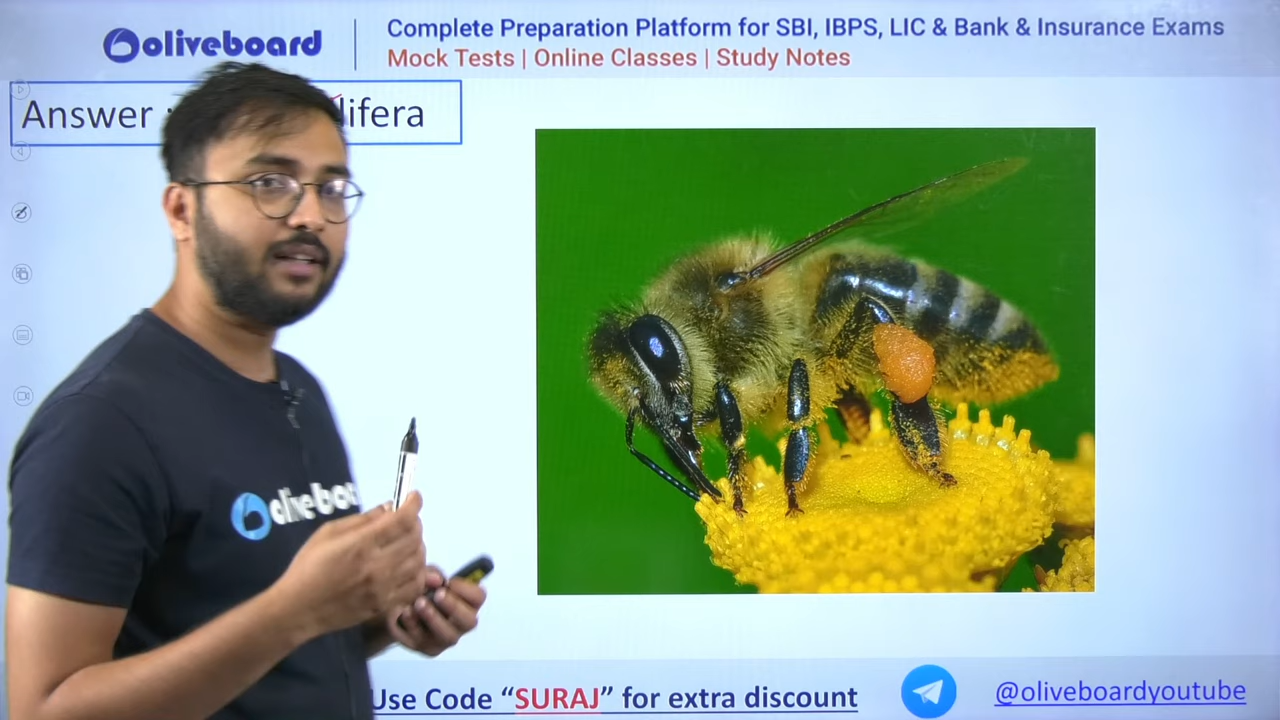 oliveboard
Complete Preparation Platform for SBI, IBPS, LIC & Bank & Insurance Exams
Mock Tests | Online Classes | Study Notes
Answer lifera
oliveboa
Use Code “SURAJ” for extra discount
@oliveboardyoutube